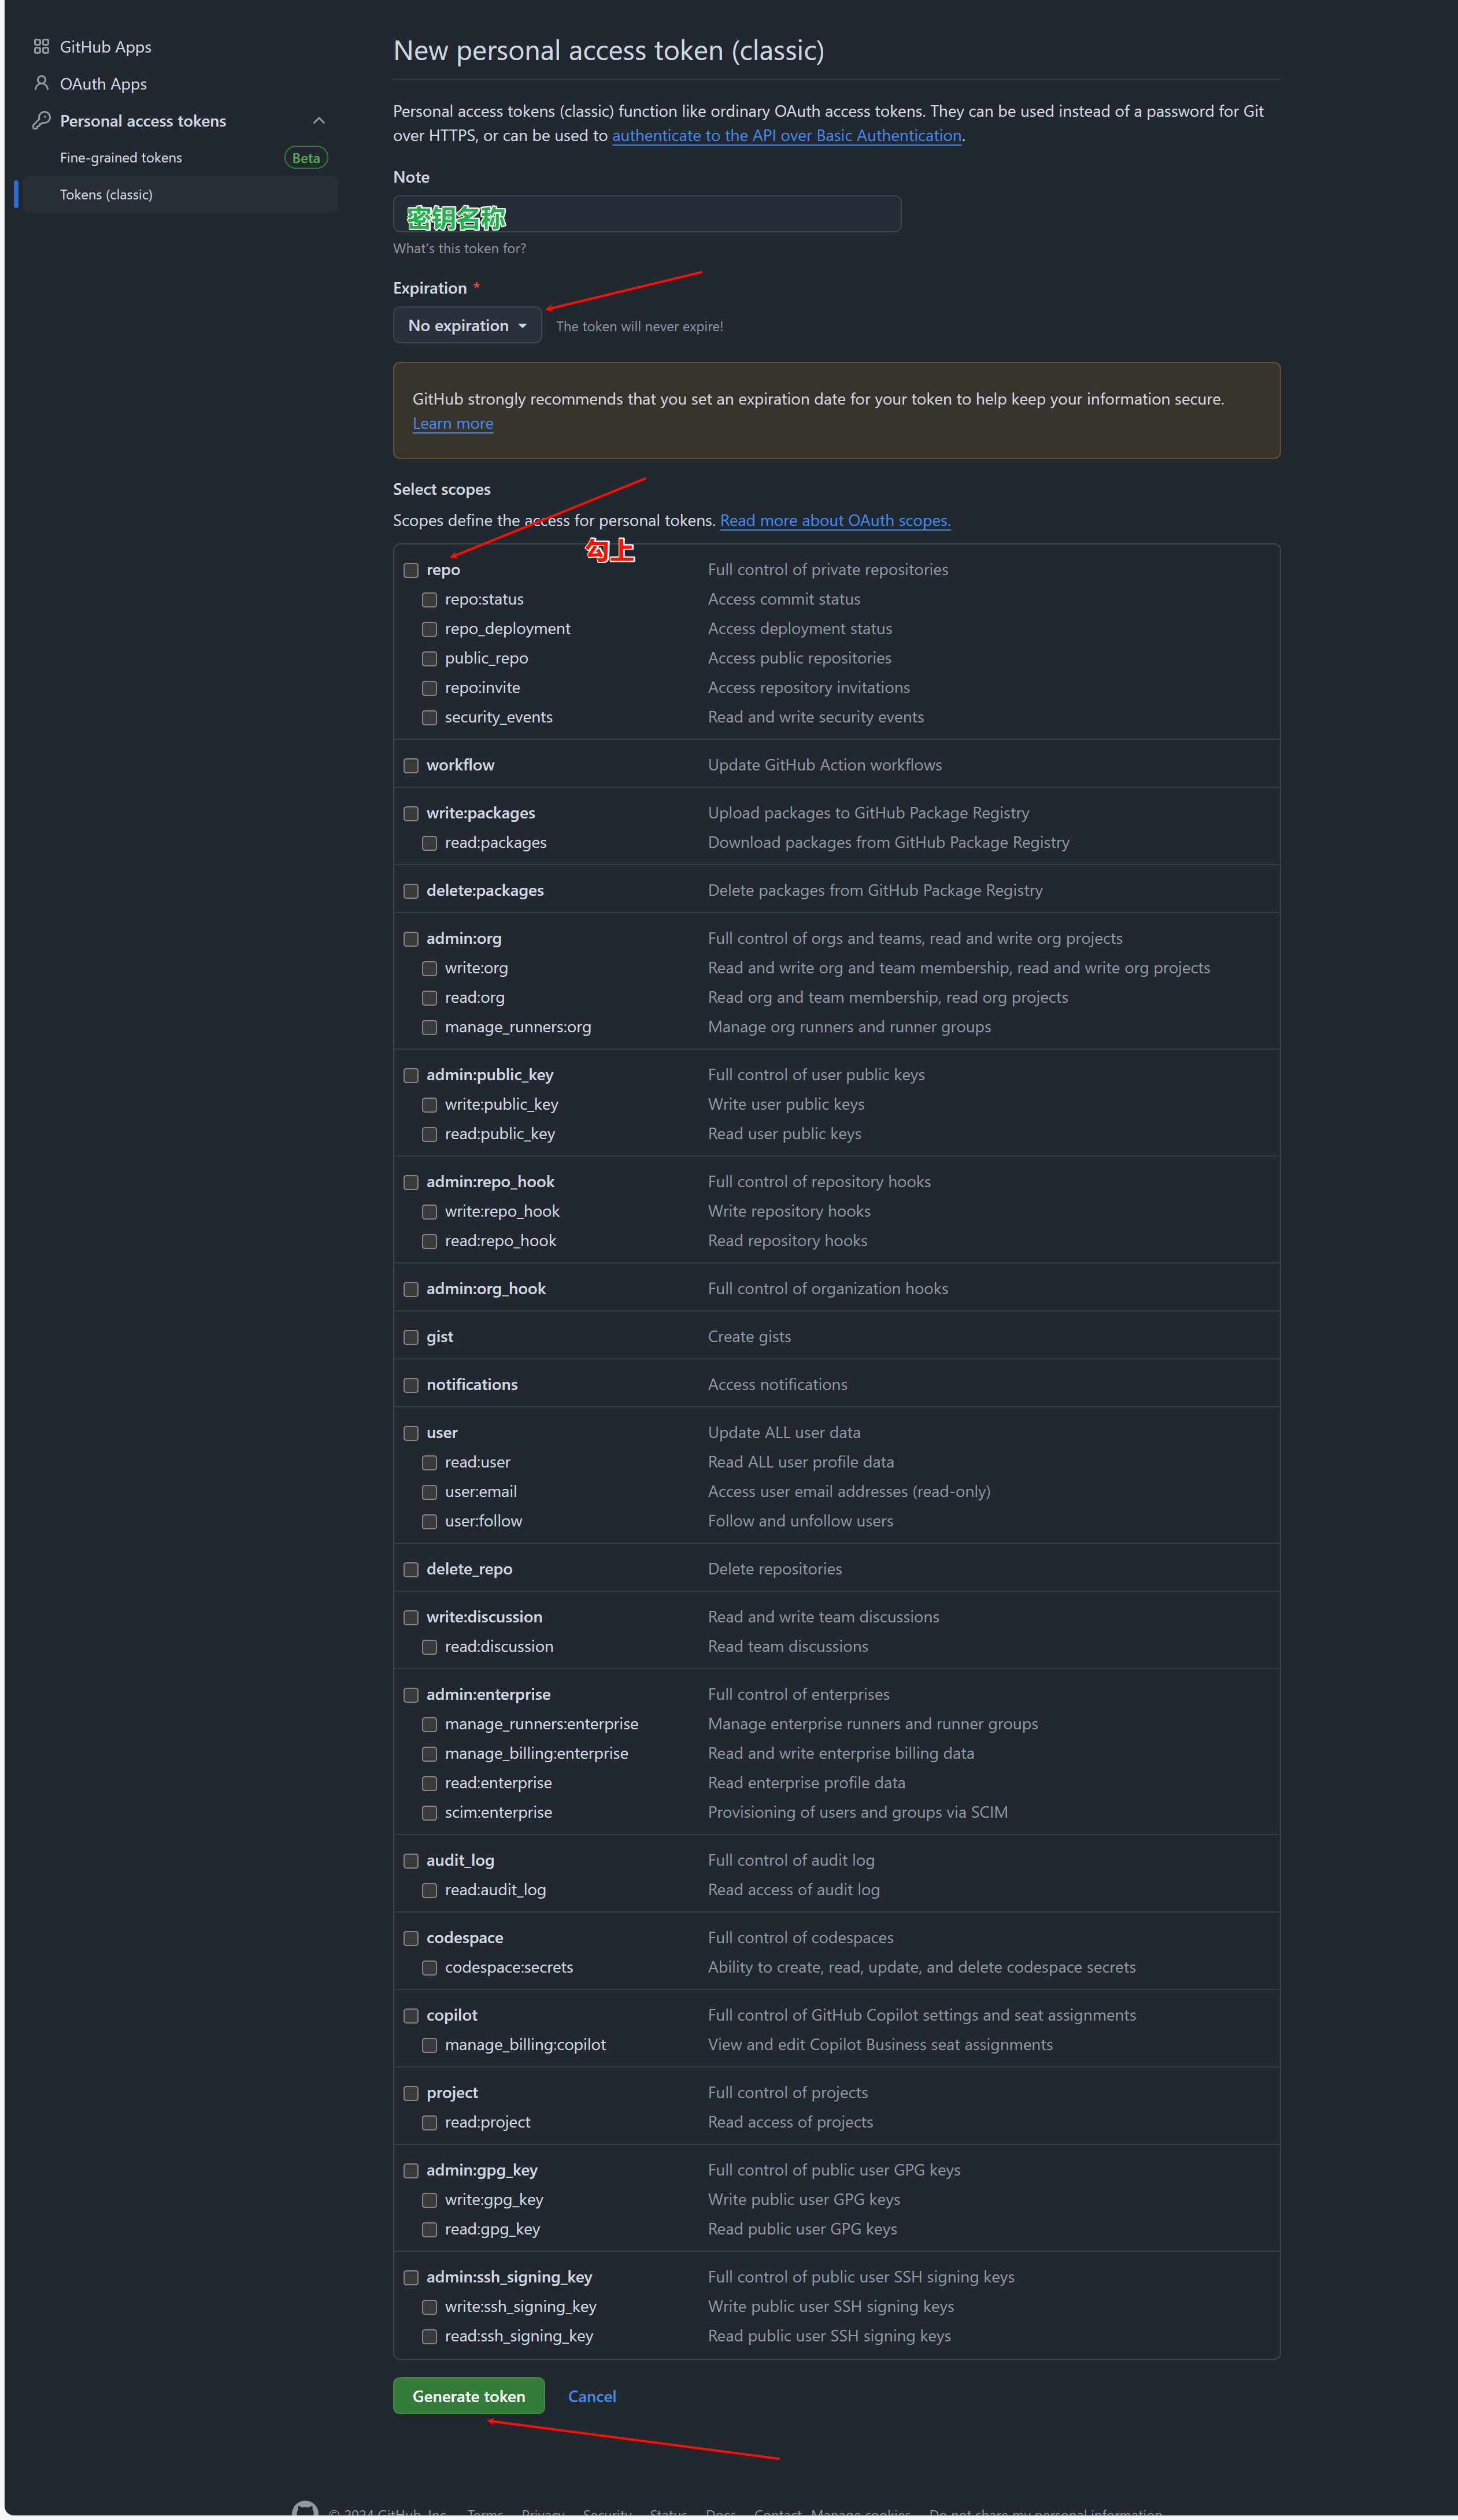 GitHub Apps
OAuth Apps
Personal access tokens
Fine-grained tokens Beta
Tokens (classic)
New personal access token (classic)
Personal access tokens (classic) function like ordinary OAuth access tokens. They can be used instead of a password for Git
over HTTPS, or can be used to authenticate to the API over Basic Authentication.
Note
密钥名称
What's this token for?
Expiration *
No expiration The token will never expire!
GitHub strongly recommends that you set an expiration date for your token to help keep your information secure.
Learn more
Select scopes
Scopes define the access for personal tokens. Read more about OAuth scopes.
勾上
repo Full control of private repositories
repo:status Access commit status
repo_deployment Access deployment status
public_repo Access public repositories
repo:invite Access repository invitations
security_events Read and write security events
workflow Update GitHub Action workflows
write:packages Upload packages to GitHub Package Registry
read:packages Download packages from GitHub Package Registry
delete:packages Delete packages from GitHub Package Registry
admin:org Full control of orgs and teams, read and write org projects
write:org Read and write org and team membership, read and write org projects
read:org Read org and team membership, read org projects
manage_runners:org Manage org runners and runner groups
admin:public_key Full control of user public keys
write:public_key Write user public keys
read:public_key Read user public keys
admin:repo_hook Full control of repository hooks
write:repo_hook Write repository hooks
read:repo_hook Read repository hooks
admin:org_hook Full control of organization hooks
gist Create gists
notifications Access notifications
user Update ALL user data
read:user Read ALL user profile data
user:email Access user email addresses (read-only)
user:follow Follow and unfollow users
delete_repo Delete repositories
write:discussion Read and write team discussions
read:discussion Read team discussions
admin:enterprise Full control of enterprises
manage_runners:enterprise Manage enterprise runners and runner groups
manage_billing:enterprise Read and write enterprise billing data
read:enterprise Read enterprise profile data
scim:enterprise Provisioning of users and groups via SCIM
audit_log Full control of audit log
read:audit_log Read access of audit log
codespace Full control of codespaces
codespace:secrets Ability to create, read, update, and delete codespace secrets
copilot Full control of GitHub Copilot settings and seat assignments
manage_billing:copilot View and edit Copilot Business seat assignments
project Full control of projects
read:project Read access of projects
admin:gpg_key Full control of public user GPG keys
write:gpg_key Write public user GPG keys
read:gpg_key Read public user GPG keys
admin:ssh_signing_key Full control of public user SSH signing keys
write:ssh_signing_key Write public user SSH signing keys
read:ssh_signing_key Read public user SSH signing keys
Generate token Cancel
© 2024 GitHub, Inc. Terms Privacy Security Status Docs Contact Manage cookies Do not share my personal information